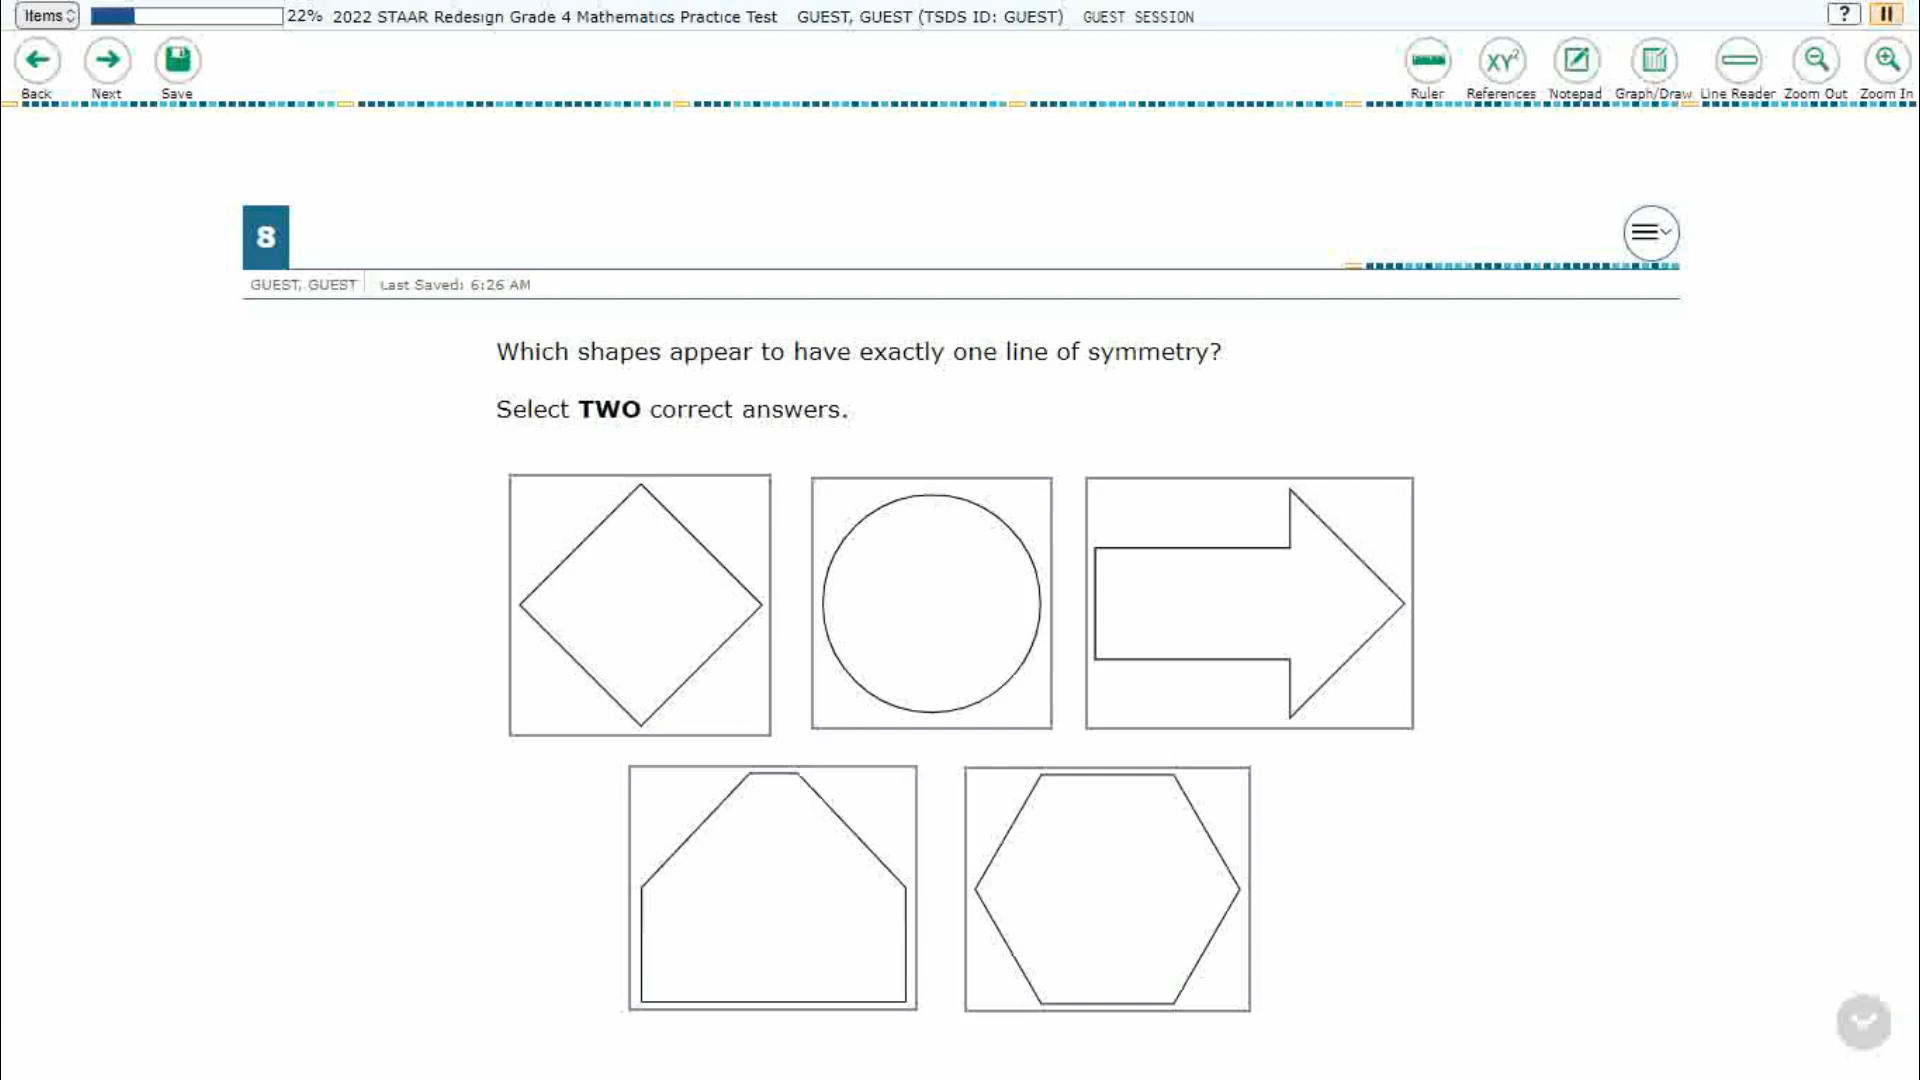 Items 22% 2022 STAAR Redesign Grade 4 Mathematics Practice Test GUEST, GUEST (TSDS ID: GUEST) GUEST SESSION ?
Back Next Save Ruler References Notepad Graph/Draw Line Reader Zoom Out Zoom In
XY²
8
GUEST, GUEST Last Saved: 6:26 AM
Which shapes appear to have exactly one line of symmetry?
Select TWO correct answers.